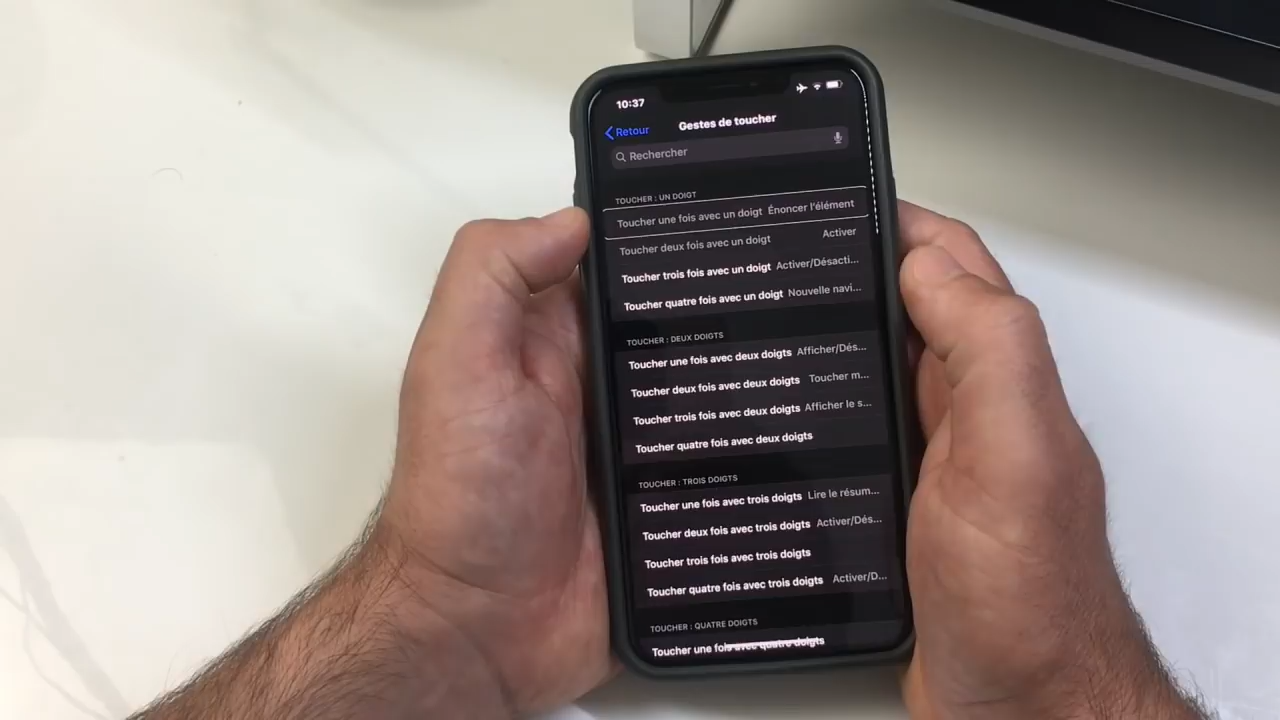 10:37
Retour
Gestes de toucher
Rechercher
TOUCHER : UN DOIGT
Toucher une fois avec un doigt Énoncer l'élément
Toucher deux fois avec un doigt Activer
Toucher trois fois avec un doigt Activer/Désacti...
Toucher quatre fois avec un doigt Nouvelle navi...
TOUCHER : DEUX DOIGTS
Toucher une fois avec deux doigts Afficher/Dés...
Toucher deux fois avec deux doigts Toucher m...
Toucher trois fois avec deux doigts Afficher le s...
Toucher quatre fois avec deux doigts
TOUCHER : TROIS DOIGTS
Toucher une fois avec trois doigts Lire le résum...
Toucher deux fois avec trois doigts Activer/Dés...
Toucher trois fois avec trois doigts
Toucher quatre fois avec trois doigts Activer/D...
TOUCHER : QUATRE DOIGTS
Toucher une fois avec quatre doigts